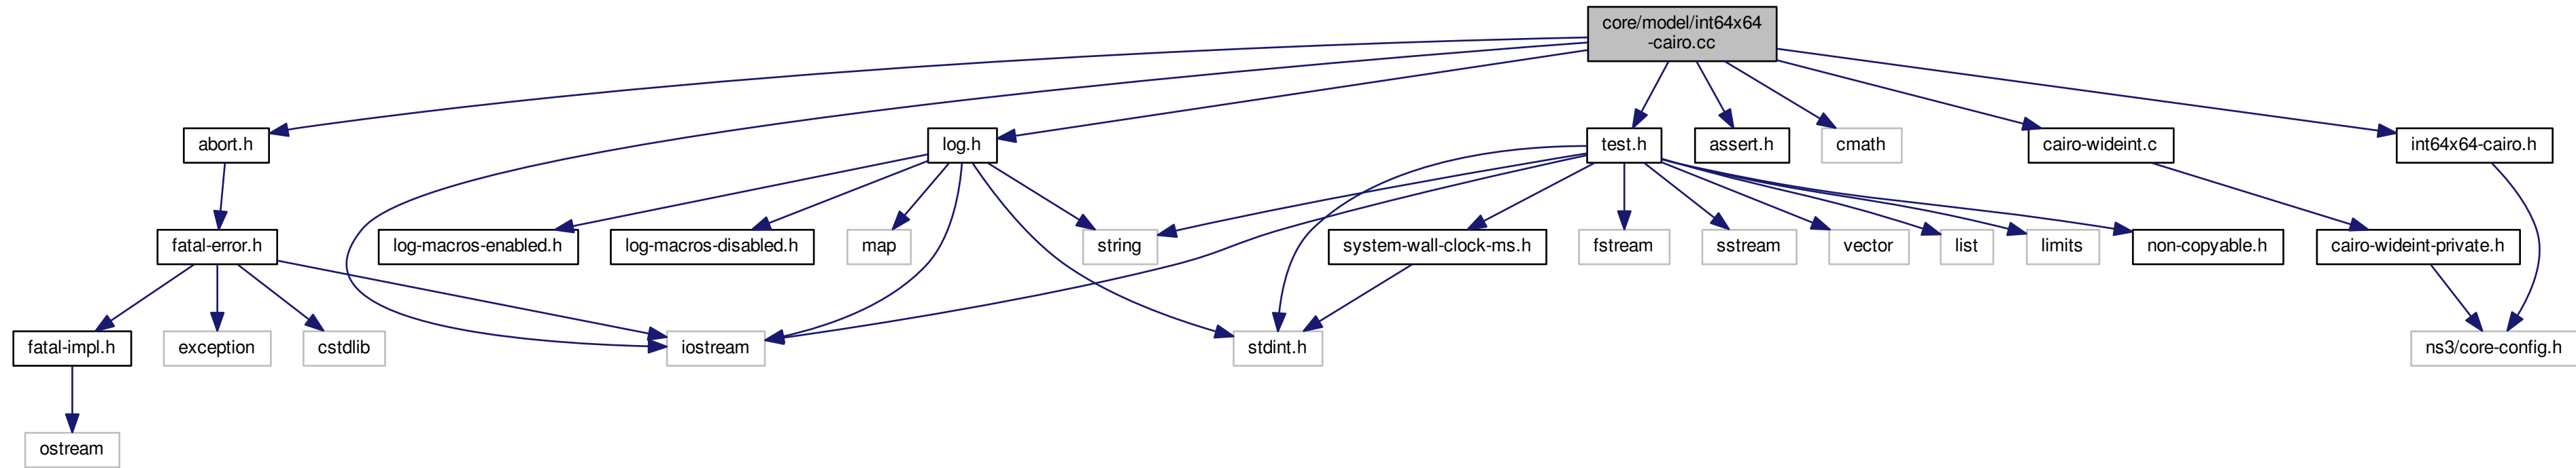 core/model/int64x64
-cairo.cc
abort.h
log.h
test.h
assert.h
cmath
cairo-wideint.c
int64x64-cairo.h
fatal-error.h
log-macros-enabled.h
log-macros-disabled.h
map
string
system-wall-clock-ms.h
fstream
sstream
vector
list
limits
non-copyable.h
cairo-wideint-private.h
fatal-impl.h
exception
cstdlib
iostream
stdint.h
ns3/core-config.h
ostream